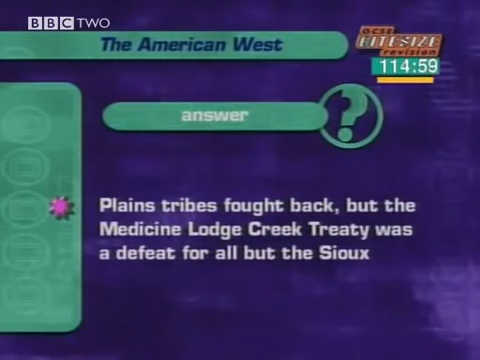 BBC TWO
The American West
GCSE
BITESIZE
revision
114:59
answer
?
Plains tribes fought back, but the
Medicine Lodge Creek Treaty was
a defeat for all but the Sioux